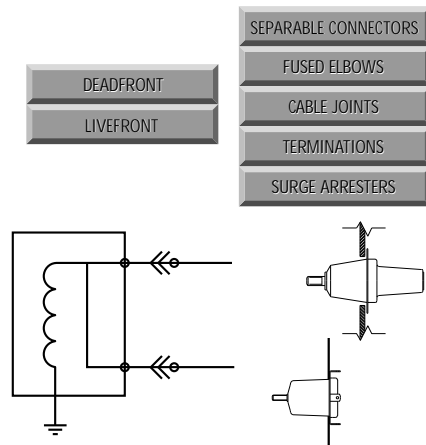 SEPARABLE CONNECTORS
FUSED ELBOWS
DEADFRONT
CABLE JOINTS
LIVEFRONT
TERMINATIONS
SURGE ARRESTERS